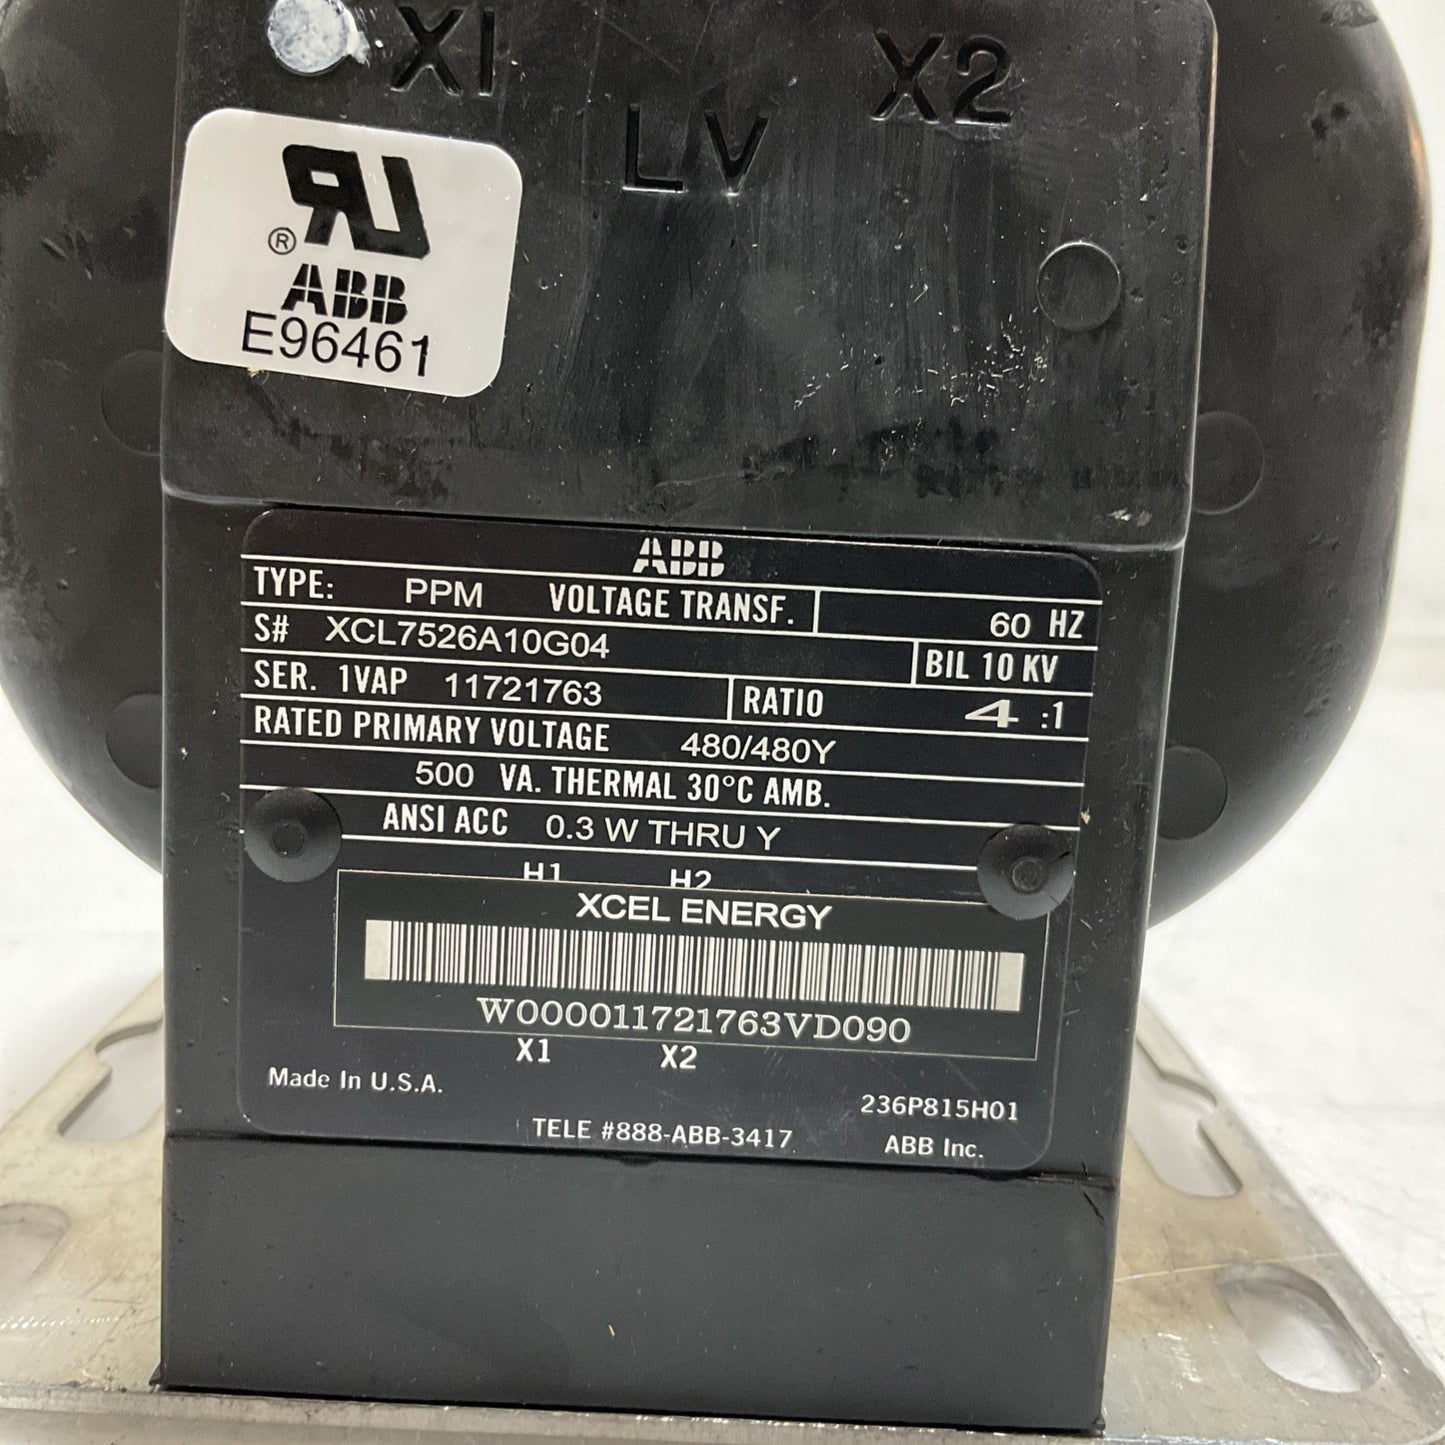 X1 X2
LV
®
ABB
E96461
ABB
TYPE: PPM VOLTAGE TRANSF. 60 HZ
S# XCL7526A10G04 BIL 10 KV
SER. 1VAP 11721763 RATIO 4 :1
RATED PRIMARY VOLTAGE 480/480Y
500 VA. THERMAL 30°C AMB.
ANSI ACC 0.3 W THRU Y
H1 H2
XCEL ENERGY
W000011721763VD090
X1 X2
Made In U.S.A. 236P815H01
TELE #888-ABB-3417 ABB Inc.